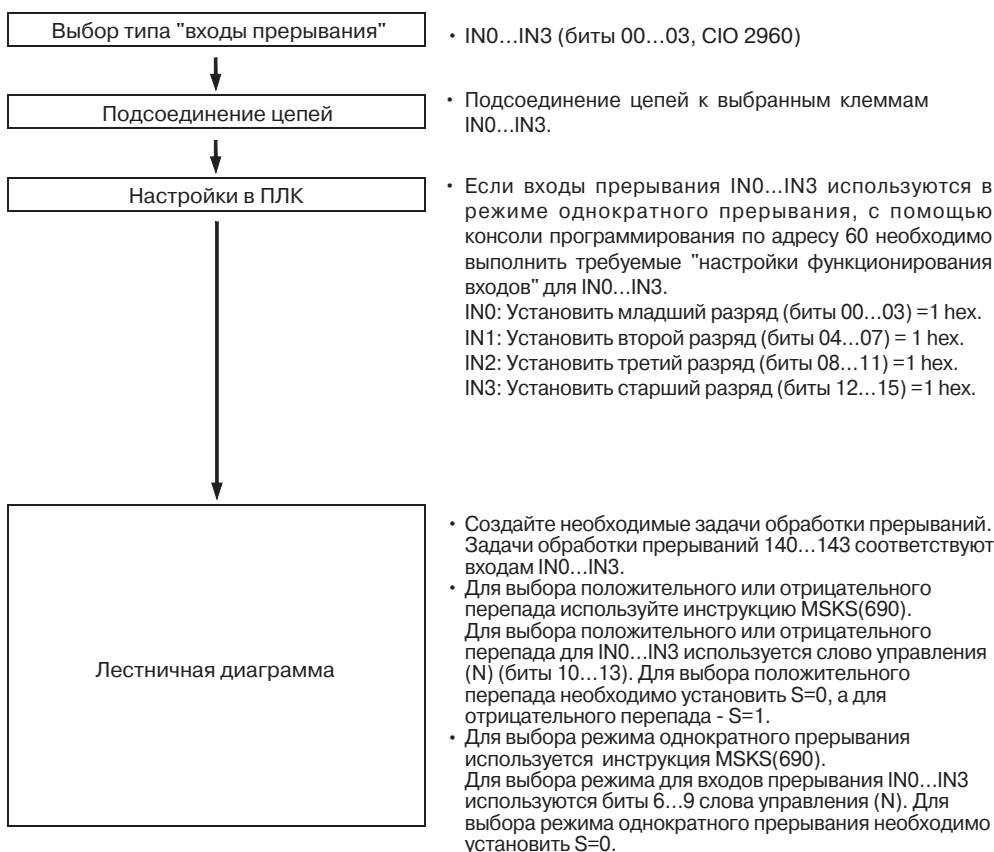 Выбор типа "входы прерывания"
• IN0...IN3 (биты 00...03, CIO 2960)
Подсоединение цепей
• Подсоединение цепей к выбранным клеммам
IN0...IN3.
Настройки в ПЛК
• Если входы прерывания IN0...IN3 используются в
режиме однократного прерывания, с помощью
консоли программирования по адресу 60 необходимо
выполнить требуемые "настройки функционирования
входов" для IN0...IN3.
IN0: Установить младший разряд (биты 00...03) =1 hex.
IN1: Установить второй разряд (биты 04...07) = 1 hex.
IN2: Установить третий разряд (биты 08...11) =1 hex.
IN3: Установить старший разряд (биты 12...15) =1 hex.
Лестничная диаграмма
• Создайте необходимые задачи обработки прерываний.
Задачи обработки прерываний 140...143 соответствуют
входам IN0...IN3.
• Для выбора положительного или отрицательного
перепада используйте инструкцию MSKS(690).
Для выбора положительного или отрицательного
перепада для IN0...IN3 используется слово управления
(N) (биты 10...13). Для выбора положительного
перепада необходимо установить S=0, а для
отрицательного перепада - S=1.
• Для выбора режима однократного прерывания
используется инструкция MSKS(690).
Для выбора режима для входов прерывания IN0...IN3
используются биты 6...9 слова управления (N). Для
выбора режима однократного прерывания необходимо
установить S=0.